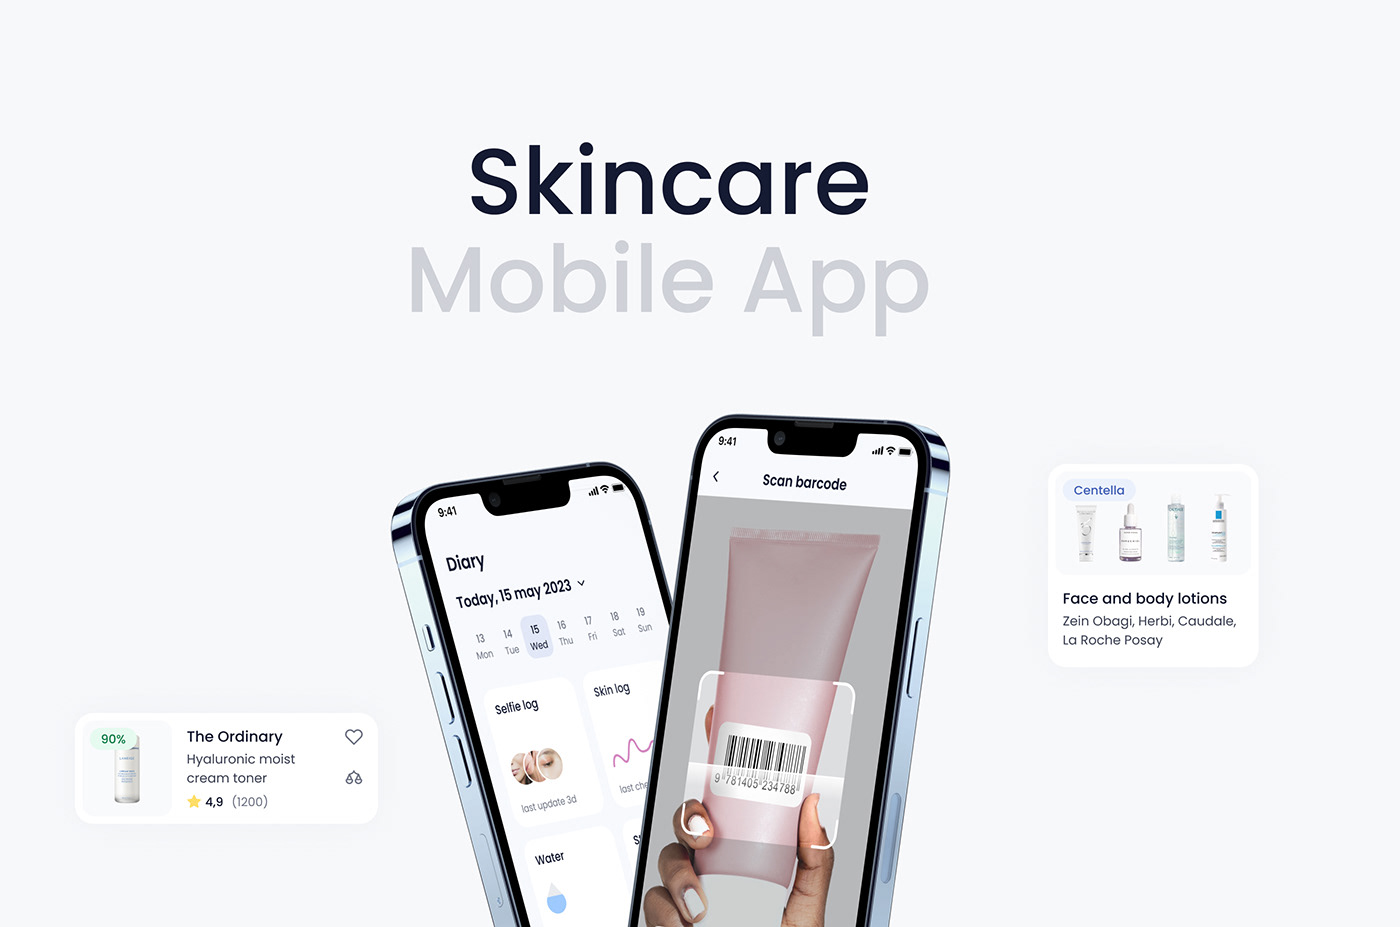 Skincare
Mobile App
9:41
Diary
Today, 15 may 2023
13 14 15 16 17 18 19
Mon Tue Wed Thu Fri Sat Sun
Selfie log
last update 3d
Skin log
last che
Water
9:41
Scan barcode
9 781405 234788
90%
The Ordinary
Hyaluronic moist
cream toner
4,9 (1200)
Centella
Face and body lotions
Zein Obagi, Herbi, Caudale,
La Roche Posay